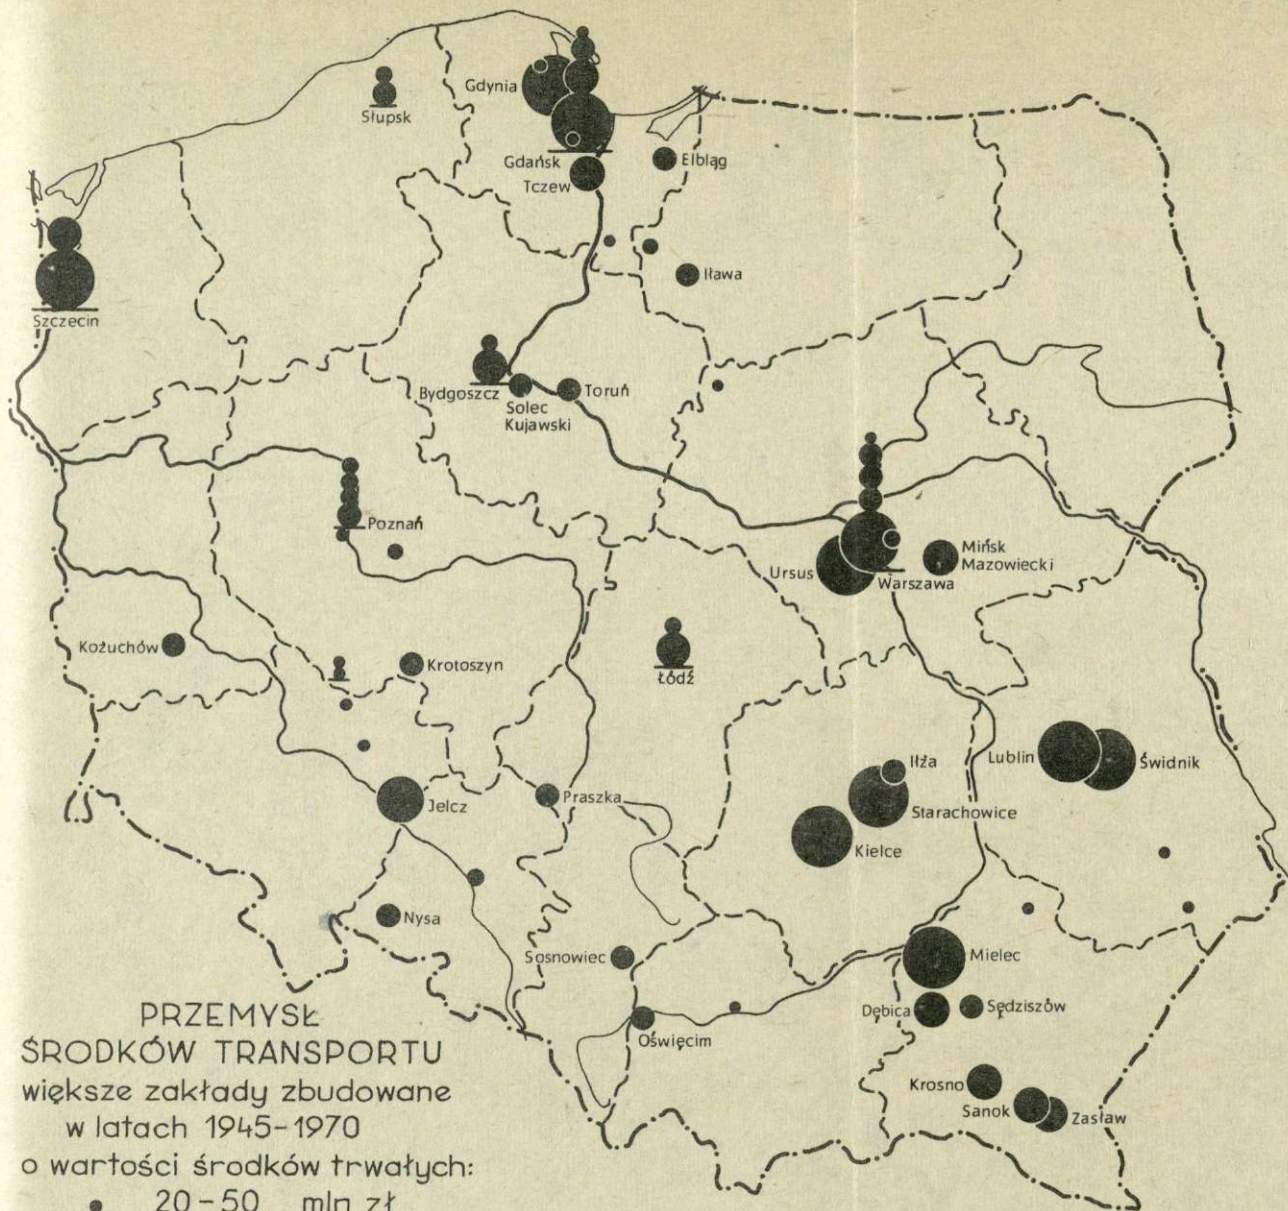 Gdynia
Słupsk
Gdańsk
Tczew
Elbląg
Iława
Szczecin
Bydgoszcz
Solec
Kujawski
Toruń
Poznań
Mińsk
Mazowiecki
Ursus
Warszawa
Kożuchów
Krotoszyn
Łódź
Iłża
Lublin
Świdnik
Jelcz
Praszka
Starachowice
Kielce
Nysa
Sosnowiec
Mielec
Dębica
Sędziszów
Oświęcim
Krosno
Sanok
Zasław
PRZEMYSŁ
ŚRODKÓW TRANSPORTU
większe zakłady zbudowane
w latach 1945-1970
o wartości środków trwałych:
20-50 mln zł